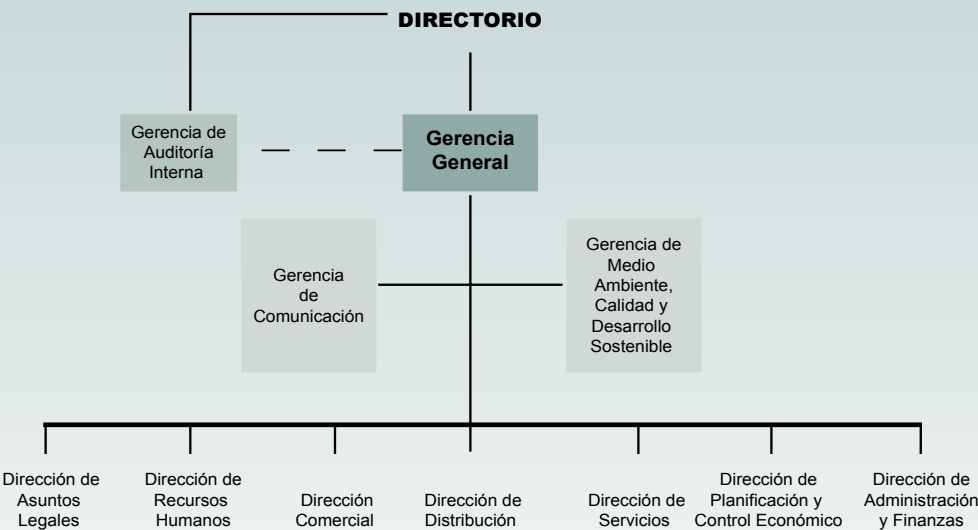 DIRECTORIO
Gerencia de
Auditoría
Interna
Gerencia
General
Gerencia
de
Comunicación
Gerencia de
Medio
Ambiente,
Calidad y
Desarrollo
Sostenible
Dirección de
Asuntos
Legales
Dirección de
Recursos
Humanos
Dirección
Comercial
Dirección de
Distribución
Dirección de
Servicios
Dirección de
Planificación y
Control Económico
Dirección de
Administración
y Finanzas